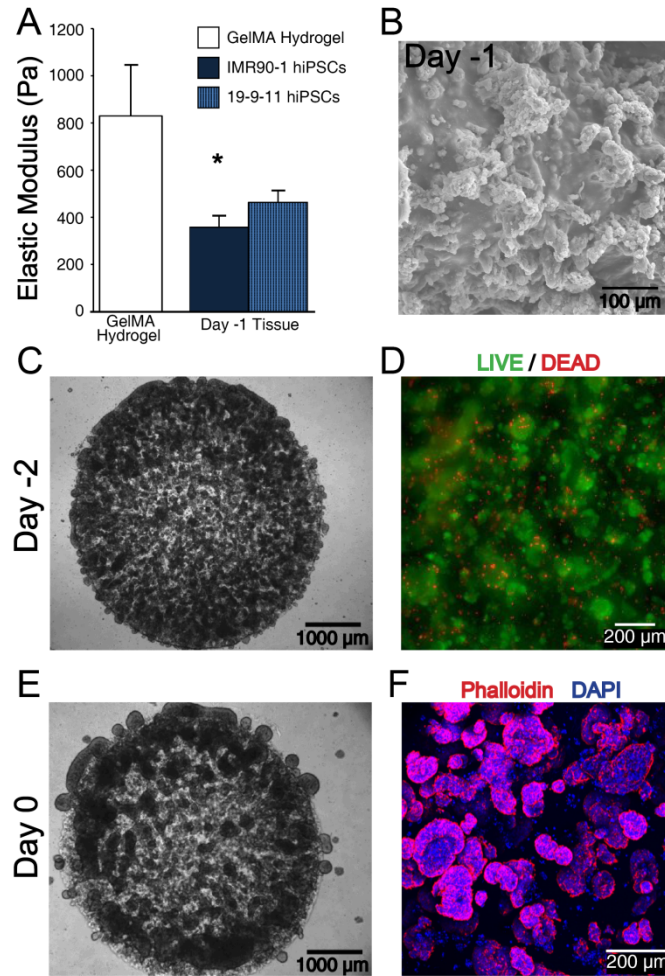 A
Elastic Modulus (Pa)
1200
1000
800
600
400
200
0
GelMA Hydrogel
IMR90-1 hiPSCs
19-9-11 hiPSCs
*
GelMA
Hydrogel
Day -1 Tissue
B
Day -1
100 µm
C
Day -2
1000 µm
D
LIVE / DEAD
200 µm
E
Day 0
1000 µm
F
Phalloidin DAPI
200 µm